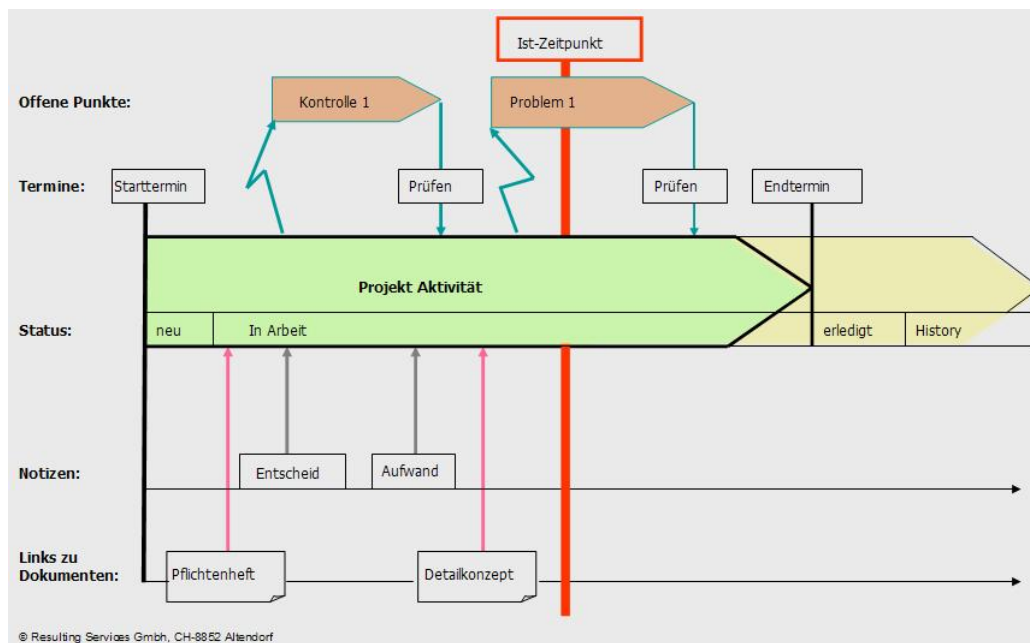 Ist-Zeitpunkt
Offene Punkte:
Kontrolle 1
Problem 1
Termine:
Starttermin
Prüfen
Prüfen
Endtermin
Projekt Aktivität
Status:
neu
In Arbeit
erledigt
History
Notizen:
Entscheid
Aufwand
Links zu
Dokumenten:
Pflichtenheft
Detailkonzept
© Resulting Services Gmbh, CH-8852 Altendorf